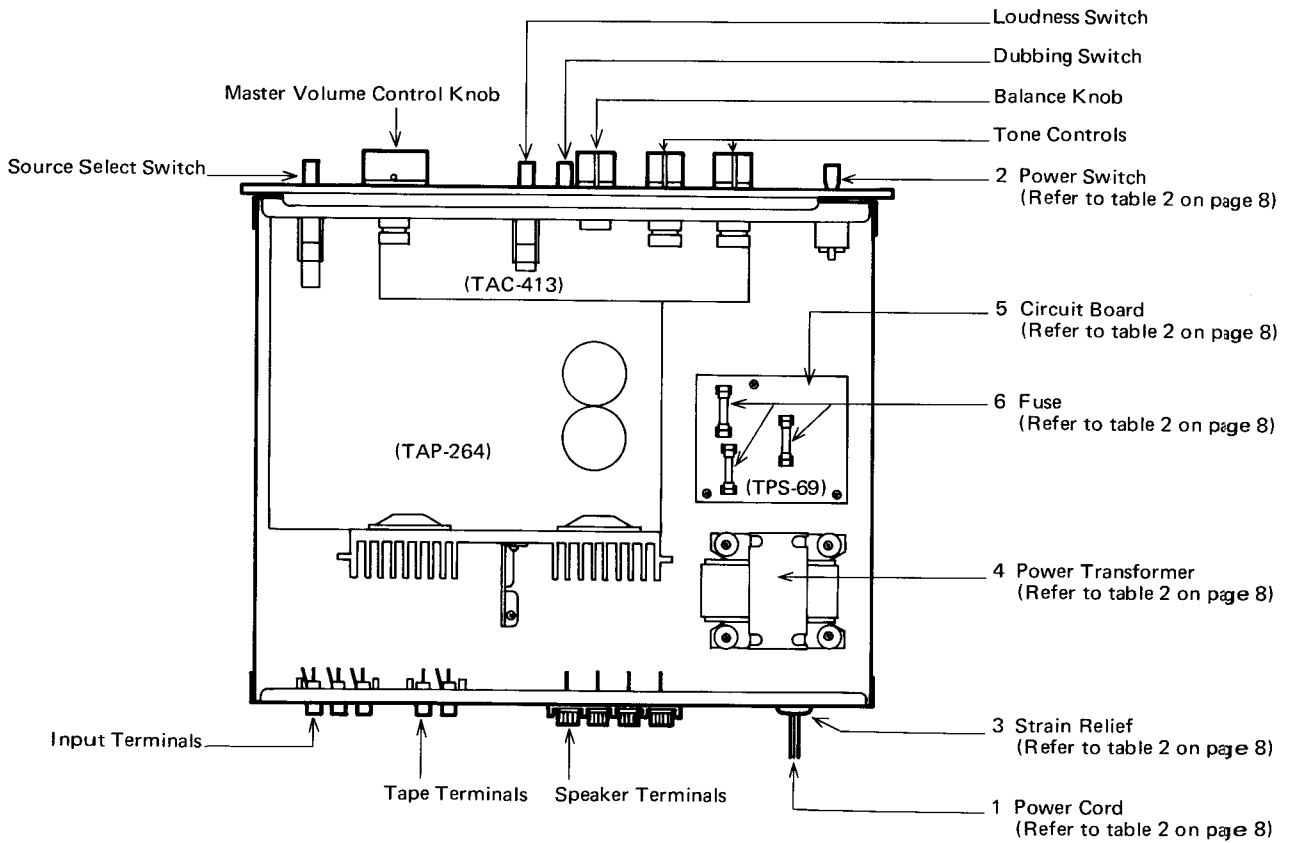 Loudness Switch
Dubbing Switch
Master Volume Control Knob
Balance Knob
Tone Controls
Source Select Switch
2 Power Switch
(Refer to table 2 on page 8)
(TAC-413)
5 Circuit Board
(Refer to table 2 on page 8)
6 Fuse
(Refer to table 2 on page 8)
(TAP-264)
(TPS-69)
4 Power Transformer
(Refer to table 2 on page 8)
3 Strain Relief
(Refer to table 2 on page 8)
Input Terminals
Tape Terminals
Speaker Terminals
1 Power Cord
(Refer to table 2 on page 8)